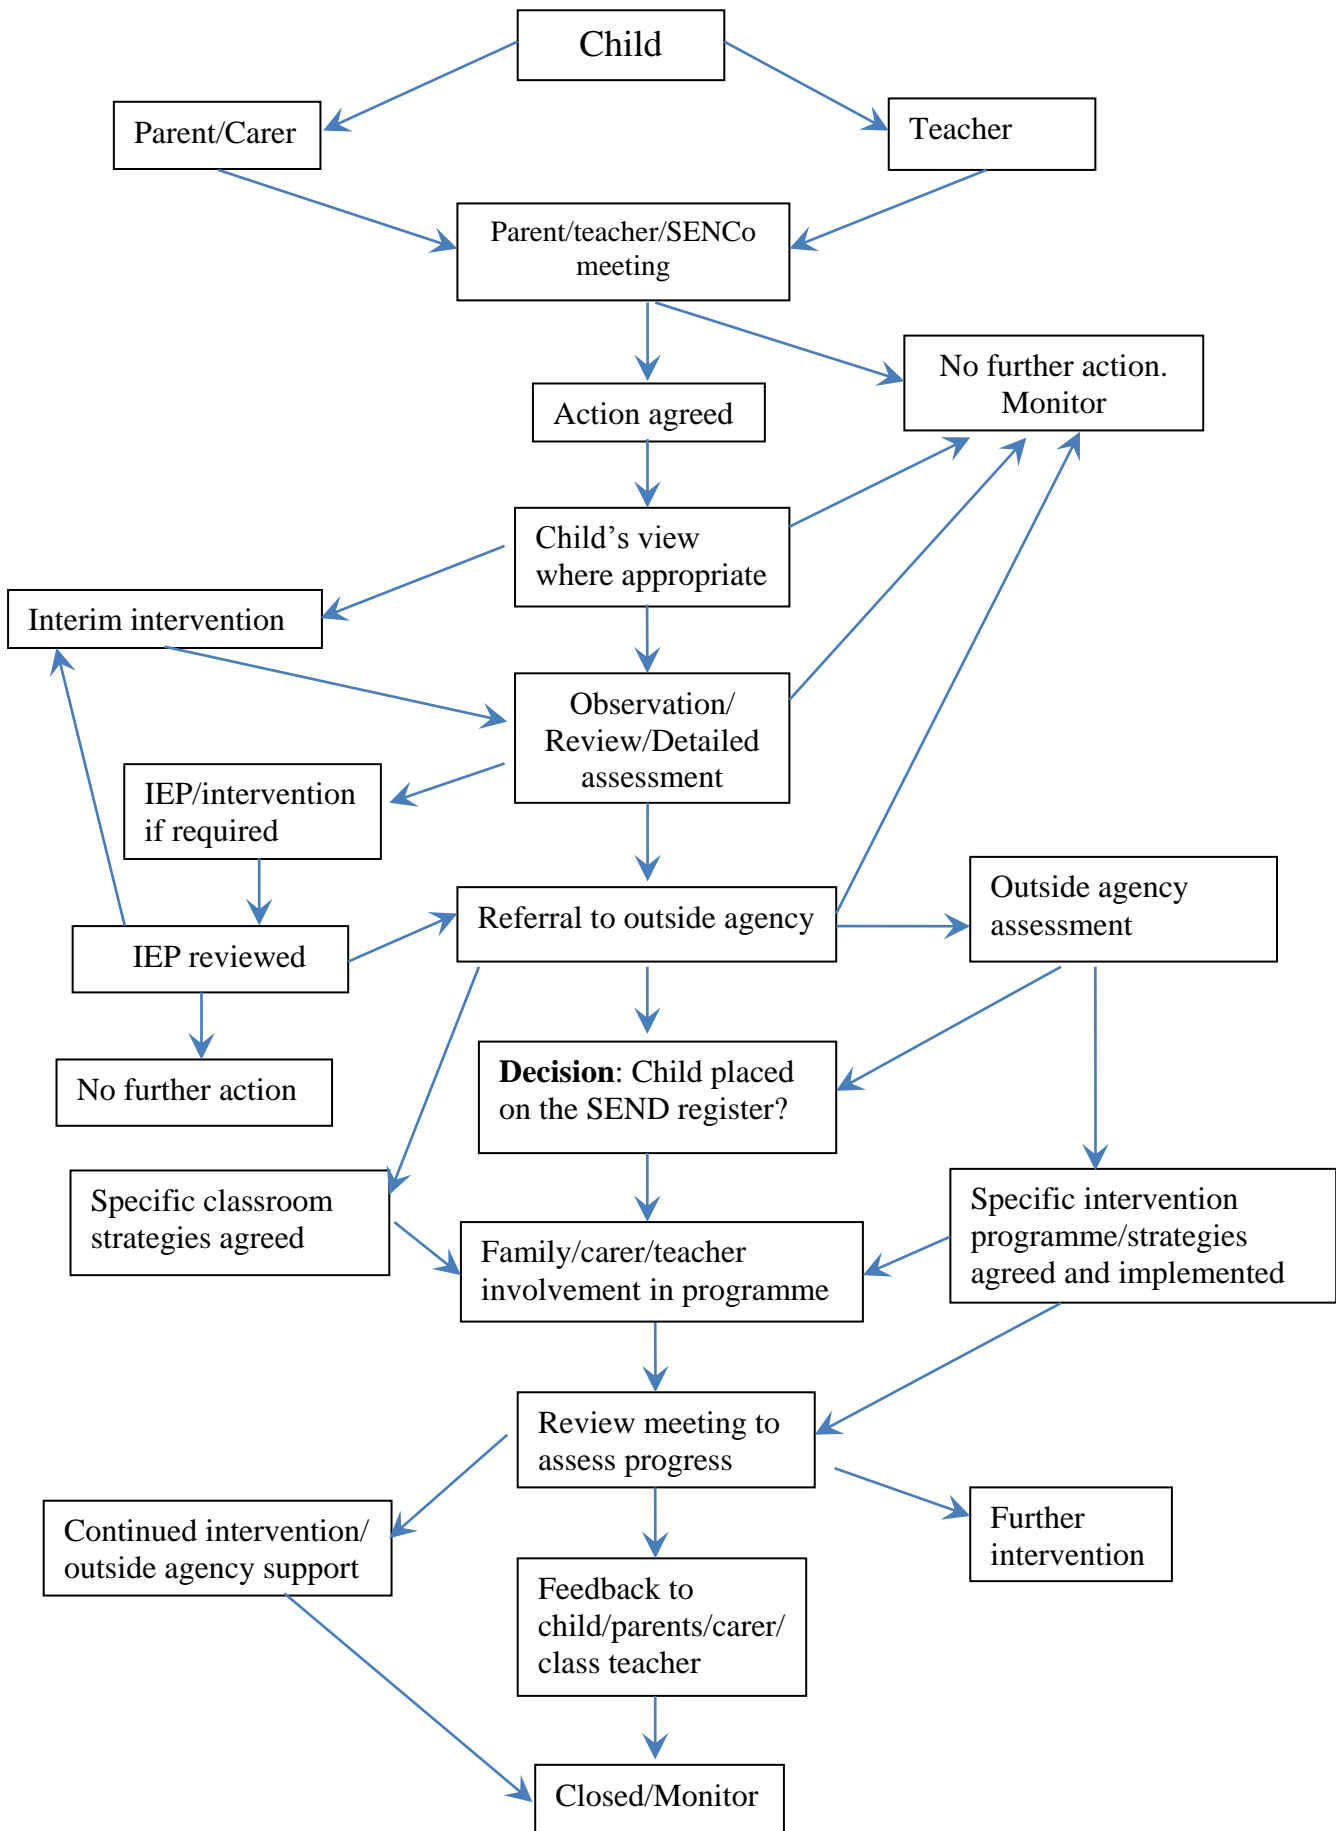 Child
Parent/Carer
Teacher
Parent/teacher/SENCo
meeting
No further action.
Monitor
Action agreed
Child’s view
where appropriate
Interim intervention
Observation/
Review/Detailed
assessment
IEP/intervention
if required
Outside agency
assessment
Referral to outside agency
IEP reviewed
Decision: Child placed
on the SEND register?
No further action
Specific classroom
strategies agreed
Specific intervention
programme/strategies
agreed and implemented
Family/carer/teacher
involvement in programme
Review meeting to
assess progress
Continued intervention/
outside agency support
Further
intervention
Feedback to
child/parents/carer/
class teacher
Closed/Monitor